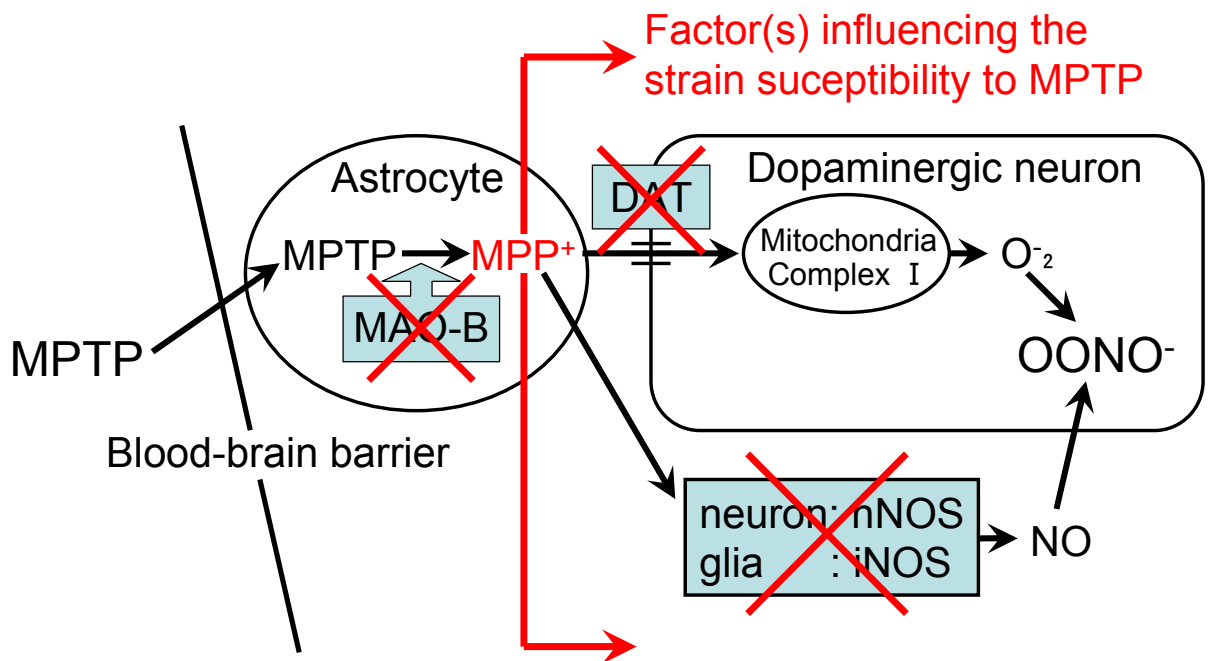 Factor(s) influencing the
strain suceptibility to MPTP
Astrocyte
DAT
Dopaminergic neuron
MPTP
MPP⁺
Mitochondria
Complex I
O⁻₂
MAO-B
MPTP
OONO⁻
Blood-brain barrier
neuron: nNOS
glia : iNOS
NO